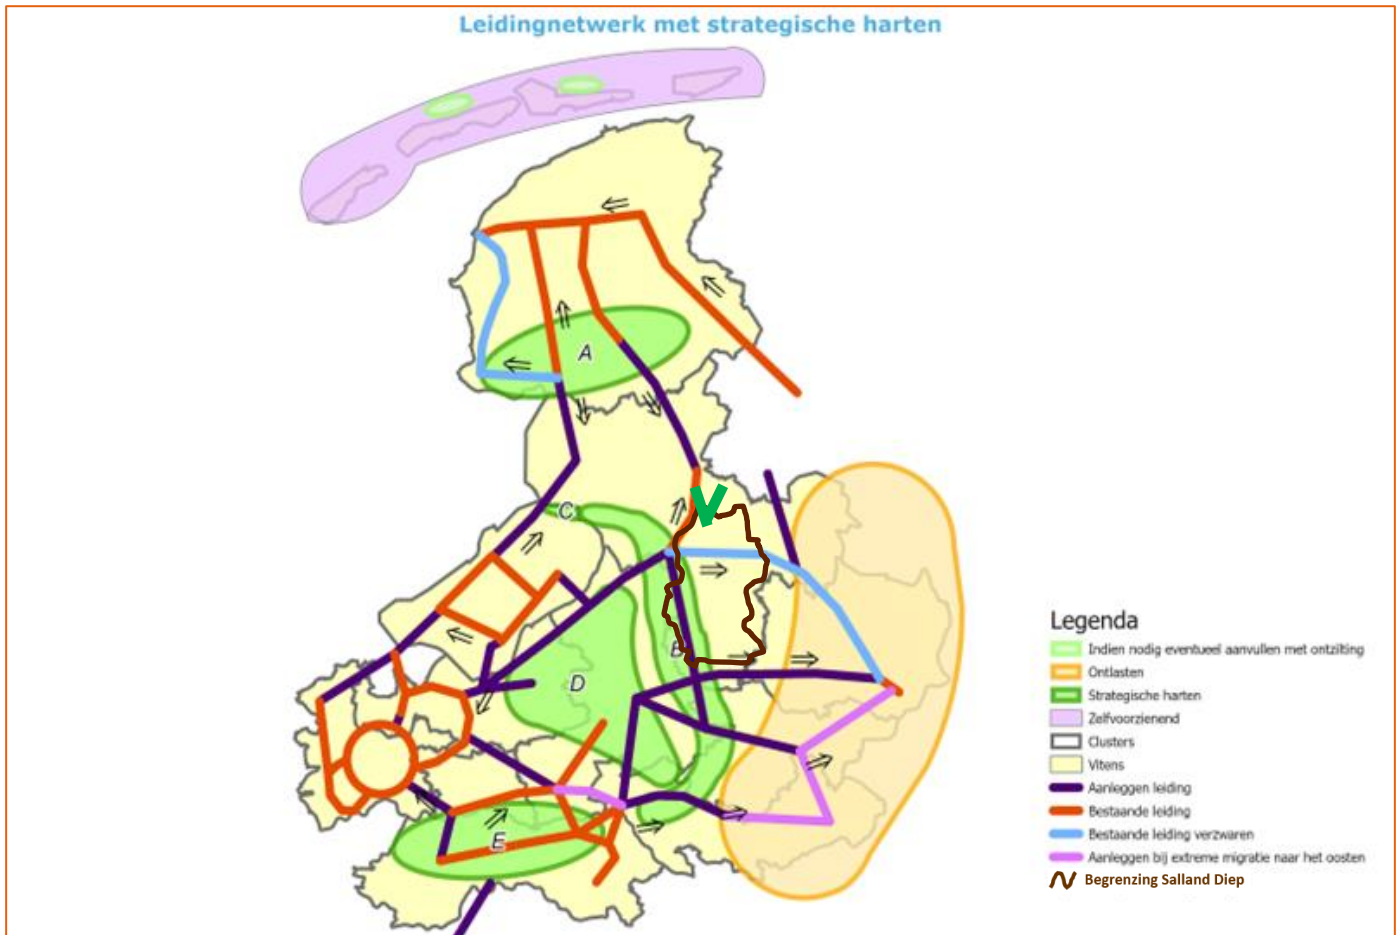 Leidingnetwerk met strategische harten
A
C
B
D
E
Legenda
Indien nodig eventueel aanvullen met ontzilting
Ontlasten
Strategische harten
Zelfvoorzienend
Clusters
Vitens
Aanleggen leiding
Bestaande leiding
Bestaande leiding verzwaren
Aanleggen bij extreme migratie naar het oosten
Begrenzing Salland Diep